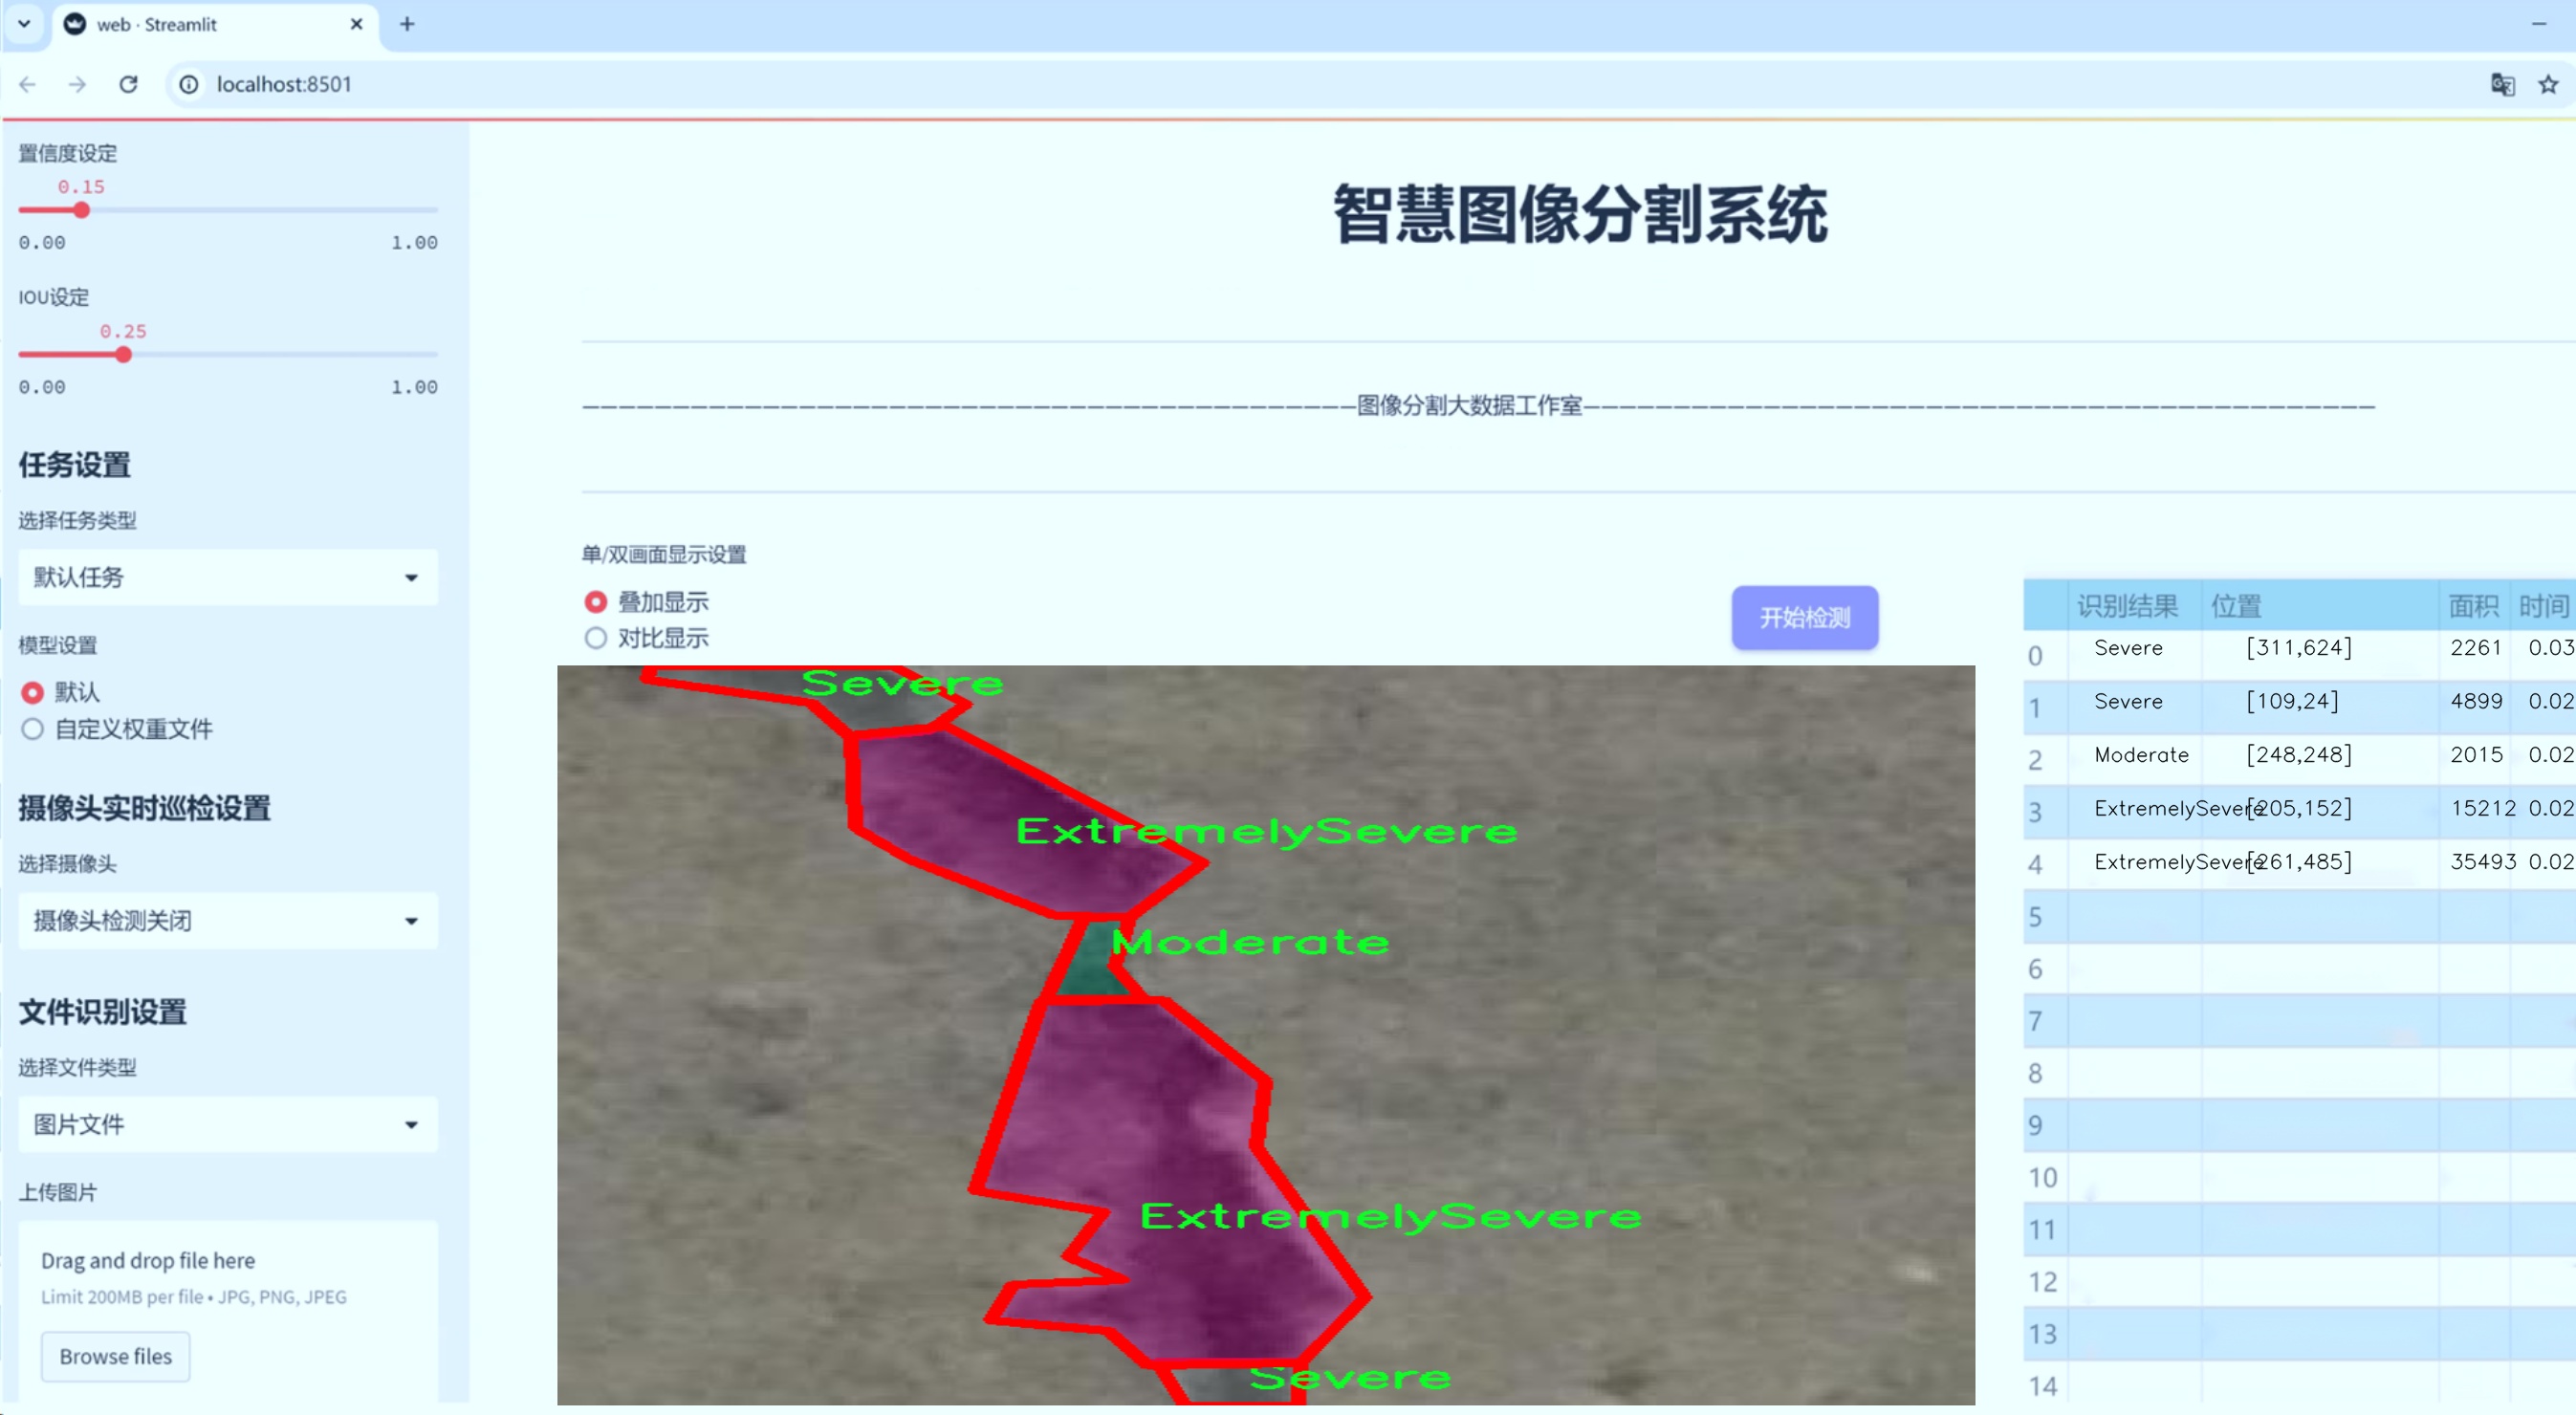 web · Streamlit
localhost:8501
置信度设定
0.15
0.00 1.00
IOU设定
0.25
0.00 1.00
任务设置
选择任务类型
默认任务
模型设置
默认
自定义权重文件
摄像头实时巡检设置
选择摄像头
摄像头检测关闭
文件识别设置
选择文件类型
图片文件
上传图片
Drag and drop file here
Limit 200MB per file • JPG, PNG, JPEG
Browse files
智慧图像分割系统
———————————————————————————————————————————图像分割大数据工作室————————————————————————————————————————————
单/双画面显示设置
叠加显示
对比显示
开始检测
Severe
ExtremelySevere
Moderate
ExtremelySevere
Severe
识别结果 位置 面积 时间
0 Severe [311,624] 2261 0.03
1 Severe [109,24] 4899 0.02
2 Moderate [248,248] 2015 0.02
3 ExtremelySevere [205,152] 15212 0.02
4 ExtremelySevere [261,485] 35493 0.02
5
6
7
8
9
10
11
12
13
14